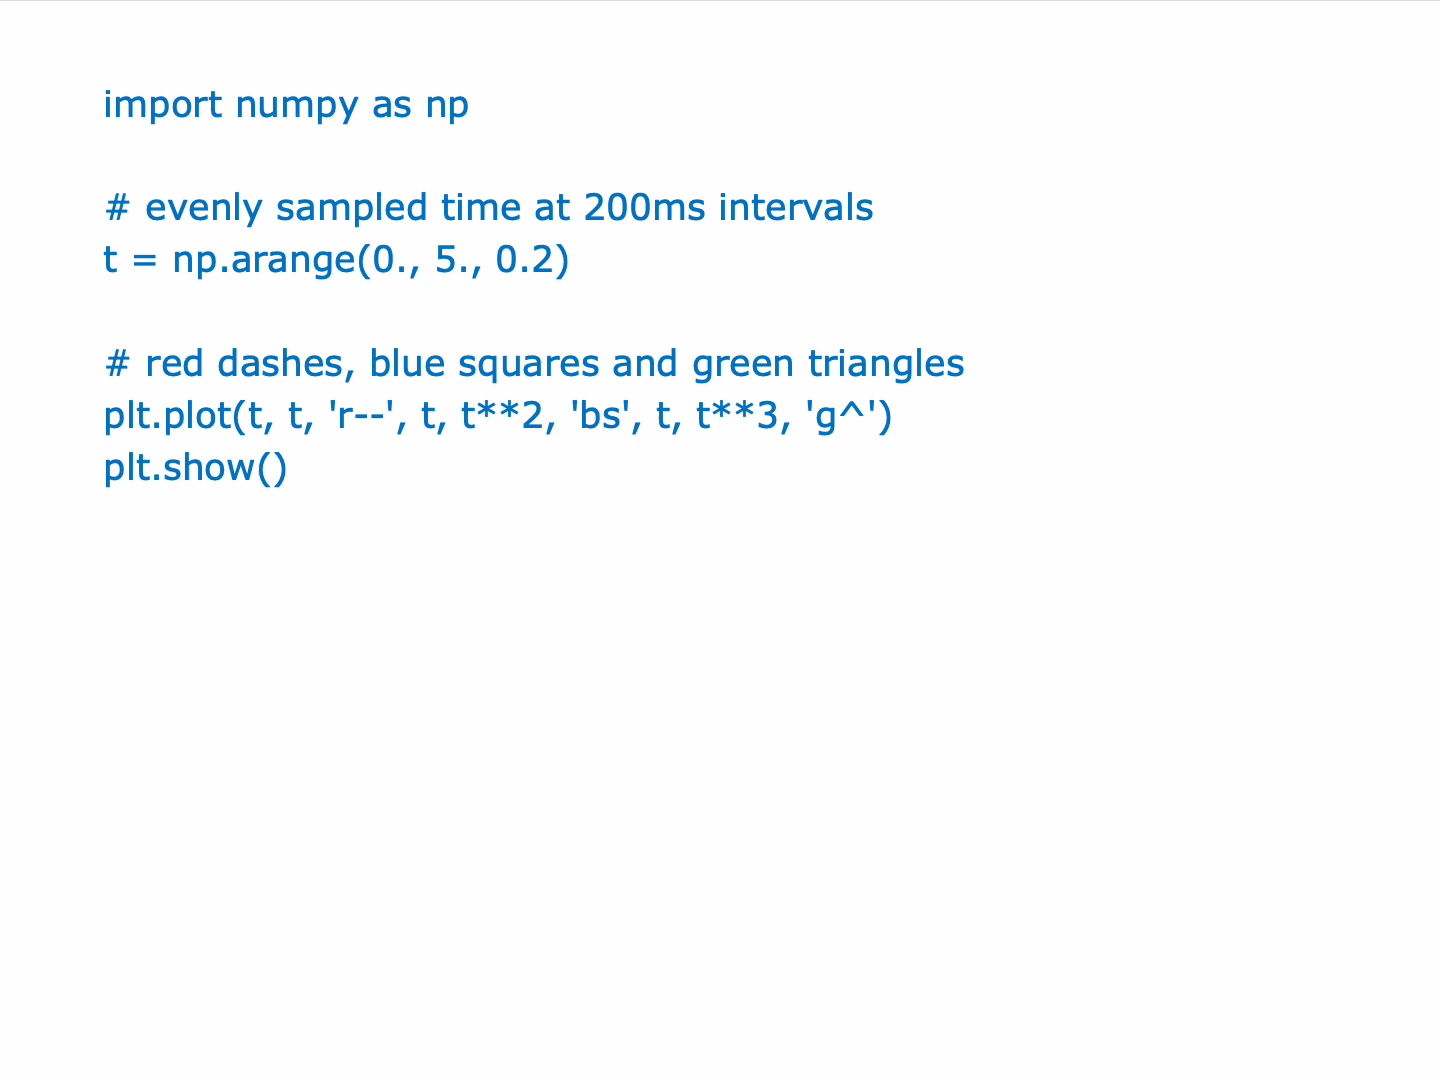 import numpy as np
# evenly sampled time at 200ms intervals
t = np.arange(0., 5., 0.2)
# red dashes, blue squares and green triangles
plt.plot(t, t, 'r--', t, t**2, 'bs', t, t**3, 'g^')
plt.show()